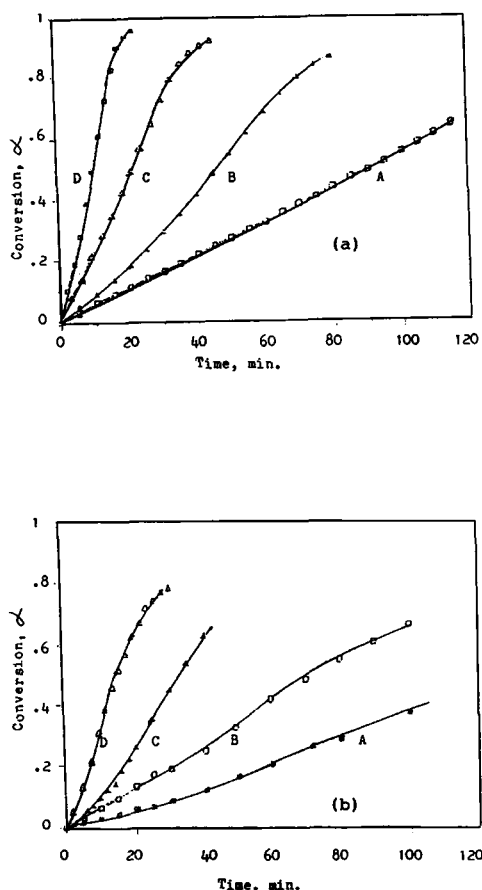 1
.8
.6
.4
.2
0
Conversion, α
D
C
B
A
(a)
0
20
40
60
80
100
120
Time, min.
1
.8
.6
.4
.2
0
Conversion, α
D
C
B
A
(b)
0
20
40
60
80
100
120
Time, min.